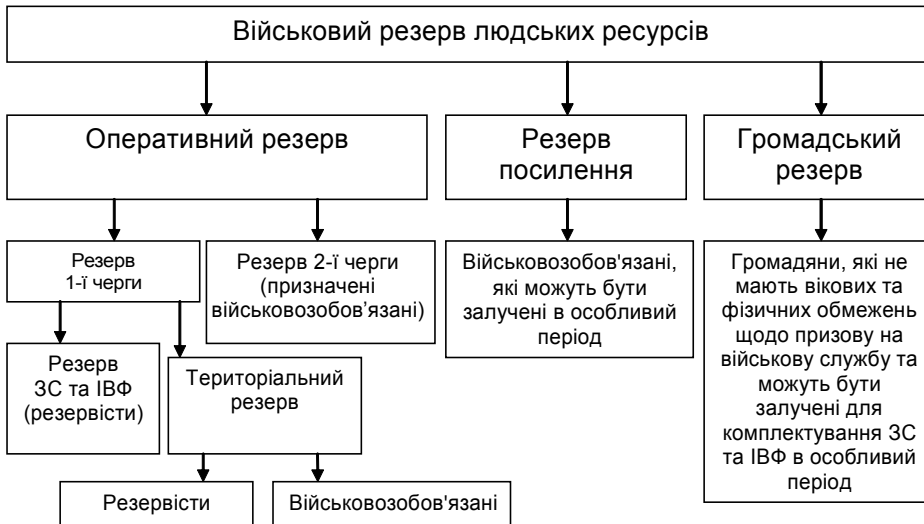 Військовий резерв людських ресурсів
Оперативний резерв
Резерв
посилення
Громадський
резерв
Резерв
1-ї черги
Резерв 2-ї черги
(призначені
військовозобов’язані)
Військовозобов'язані,
які можуть бути
залучені в особливий
період
Громадяни, які не
мають вікових та
фізичних обмежень
щодо призову на
військову службу та
можуть бути
залучені для
комплектування ЗС
та ІВФ в особливий
період
Резерв
ЗС та ІВФ
(резервісти)
Територіальний
резерв
Резервісти
Військовозобов'язані